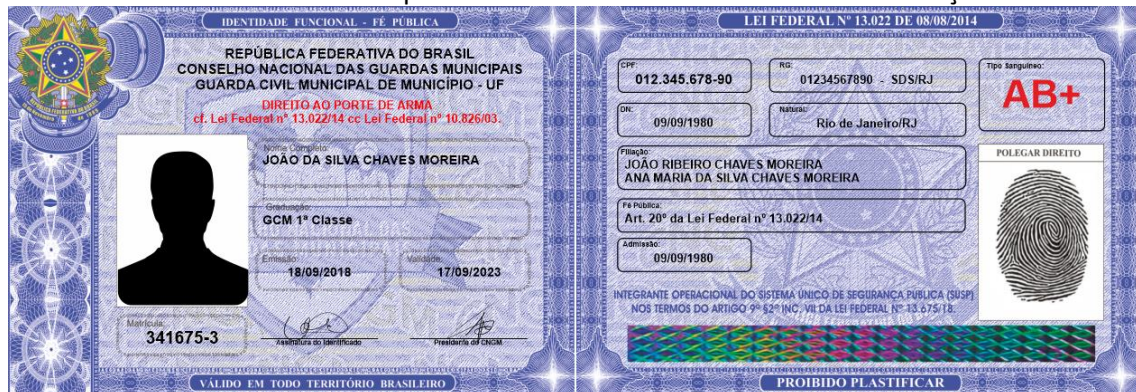 IDENTIDADE FUNCIONAL - FÉ PÚBLICA
REPÚBLICA FEDERATIVA DO BRASIL
CONSELHO NACIONAL DAS GUARDAS MUNICIPAIS
GUARDA CIVIL MUNICIPAL DE MUNICÍPIO - UF
DIREITO AO PORTE DE ARMA
cf. Lei Federal nº 13.022/14 cc Lei Federal nº 10.826/03.
Nome Completo:
JOÃO DA SILVA CHAVES MOREIRA
Graduação:
GCM 1ª Classe
Emissão: Validade:
18/09/2018 17/09/2023
Matrícula:
341675-3
Assinatura do Identificado Presidente do CNGM
VÁLIDO EM TODO TERRITÓRIO BRASILEIRO
LEI FEDERAL Nº 13.022 DE 08/08/2014
CPF: RG: Tipo Sanguíneo:
012.345.678-90 01234567890 - SDS/RJ AB+
DN: Natural:
09/09/1980 Rio de Janeiro/RJ
Filiação:
JOÃO RIBEIRO CHAVES MOREIRA
ANA MARIA DA SILVA CHAVES MOREIRA
POLEGAR DIREITO
Fé Pública:
Art. 20º da Lei Federal nº 13.022/14
Admissão:
09/09/1980
INTEGRANTE OPERACIONAL DO SISTEMA ÚNICO DE SEGURANÇA PÚBLICA (SUSP)
NOS TERMOS DO ARTIGO 9º §2º INC. VII DA LEI FEDERAL Nº 13.675/18.
PROIBIDO PLASTIFICAR